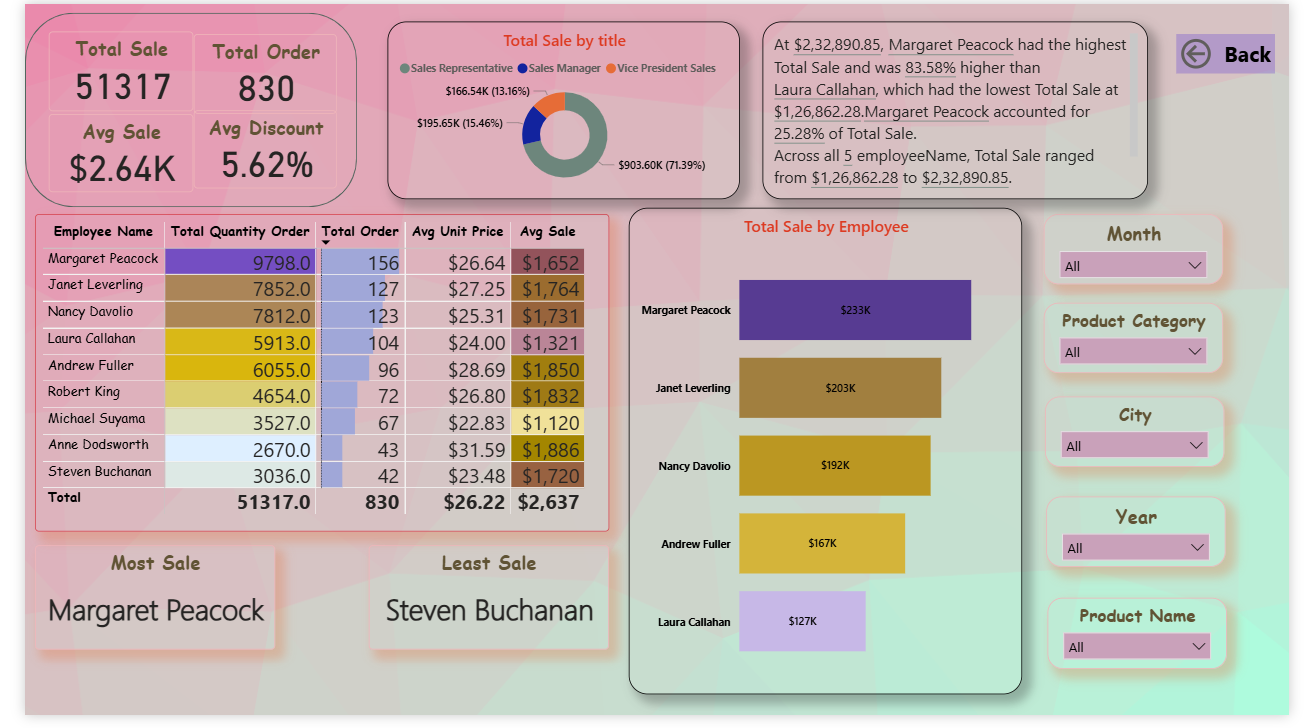 Total Sale
51317
Total Order
830
Avg Sale
$2.64K
Avg Discount
5.62%
Total Sale by title
Sales Representative Sales Manager Vice President Sales
$166.54K (13.16%)
$195.65K (15.46%)
$903.60K (71.39%)
At $2,32,890.85, Margaret Peacock had the highest
Total Sale and was 83.58% higher than
Laura Callahan, which had the lowest Total Sale at
$1,26,862.28.Margaret Peacock accounted for
25.28% of Total Sale.
Across all 5 employeeName, Total Sale ranged
from $1,26,862.28 to $2,32,890.85.
Back
Employee Name Total Quantity Order Total Order Avg Unit Price Avg Sale
Margaret Peacock 9798.0 156 $26.64 $1,652
Janet Leverling 7852.0 127 $27.25 $1,764
Nancy Davolio 7812.0 123 $25.31 $1,731
Laura Callahan 5913.0 104 $24.00 $1,321
Andrew Fuller 6055.0 96 $28.69 $1,850
Robert King 4654.0 72 $26.80 $1,832
Michael Suyama 3527.0 67 $22.83 $1,120
Anne Dodsworth 2670.0 43 $31.59 $1,886
Steven Buchanan 3036.0 42 $23.48 $1,720
Total 51317.0 830 $26.22 $2,637
Most Sale
Margaret Peacock
Least Sale
Steven Buchanan
Total Sale by Employee
Margaret Peacock $233K
Janet Leverling $203K
Nancy Davolio $192K
Andrew Fuller $167K
Laura Callahan $127K
Month
All
Product Category
All
City
All
Year
All
Product Name
All